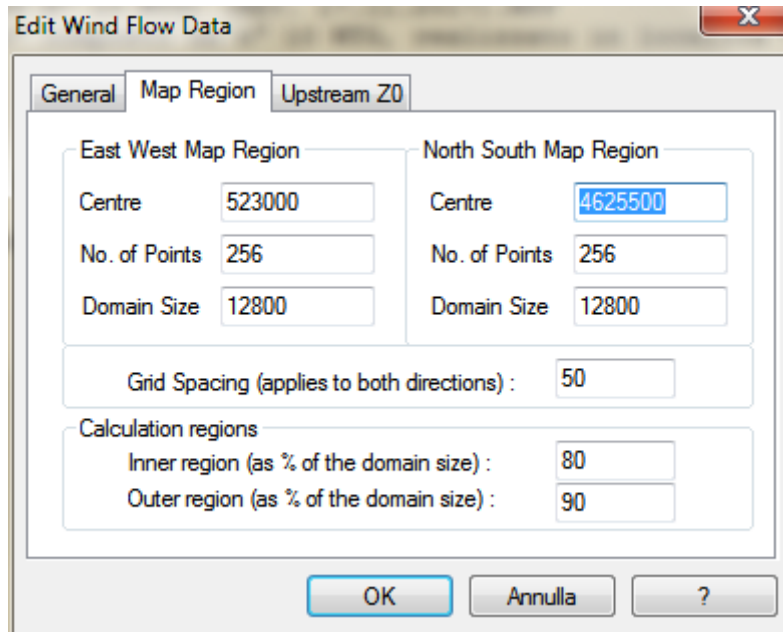 Edit Wind Flow Data
General Map Region Upstream Z0
East West Map Region
Centre 523000
No. of Points 256
Domain Size 12800
North South Map Region
Centre 4625500
No. of Points 256
Domain Size 12800
Grid Spacing (applies to both directions) : 50
Calculation regions
Inner region (as % of the domain size) : 80
Outer region (as % of the domain size) : 90
OK Annulla ?